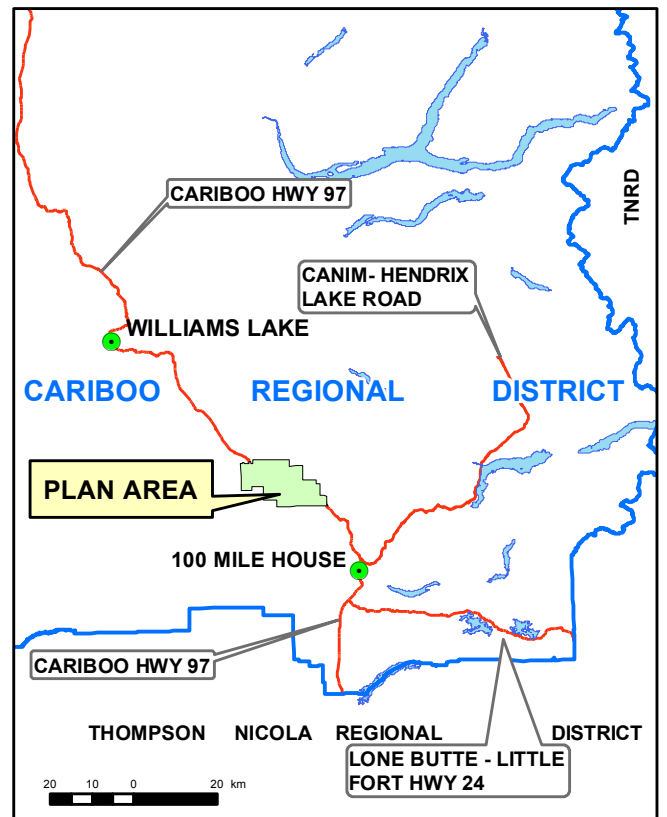 CARIBOO HWY 97
TNRD
CANIM- HENDRIX
LAKE ROAD
WILLIAMS LAKE
CARIBOO REGIONAL DISTRICT
PLAN AREA
100 MILE HOUSE
CARIBOO HWY 97
THOMPSON NICOLA REGIONAL DISTRICT
LONE BUTTE - LITTLE
FORT HWY 24
20 10 0 20 km